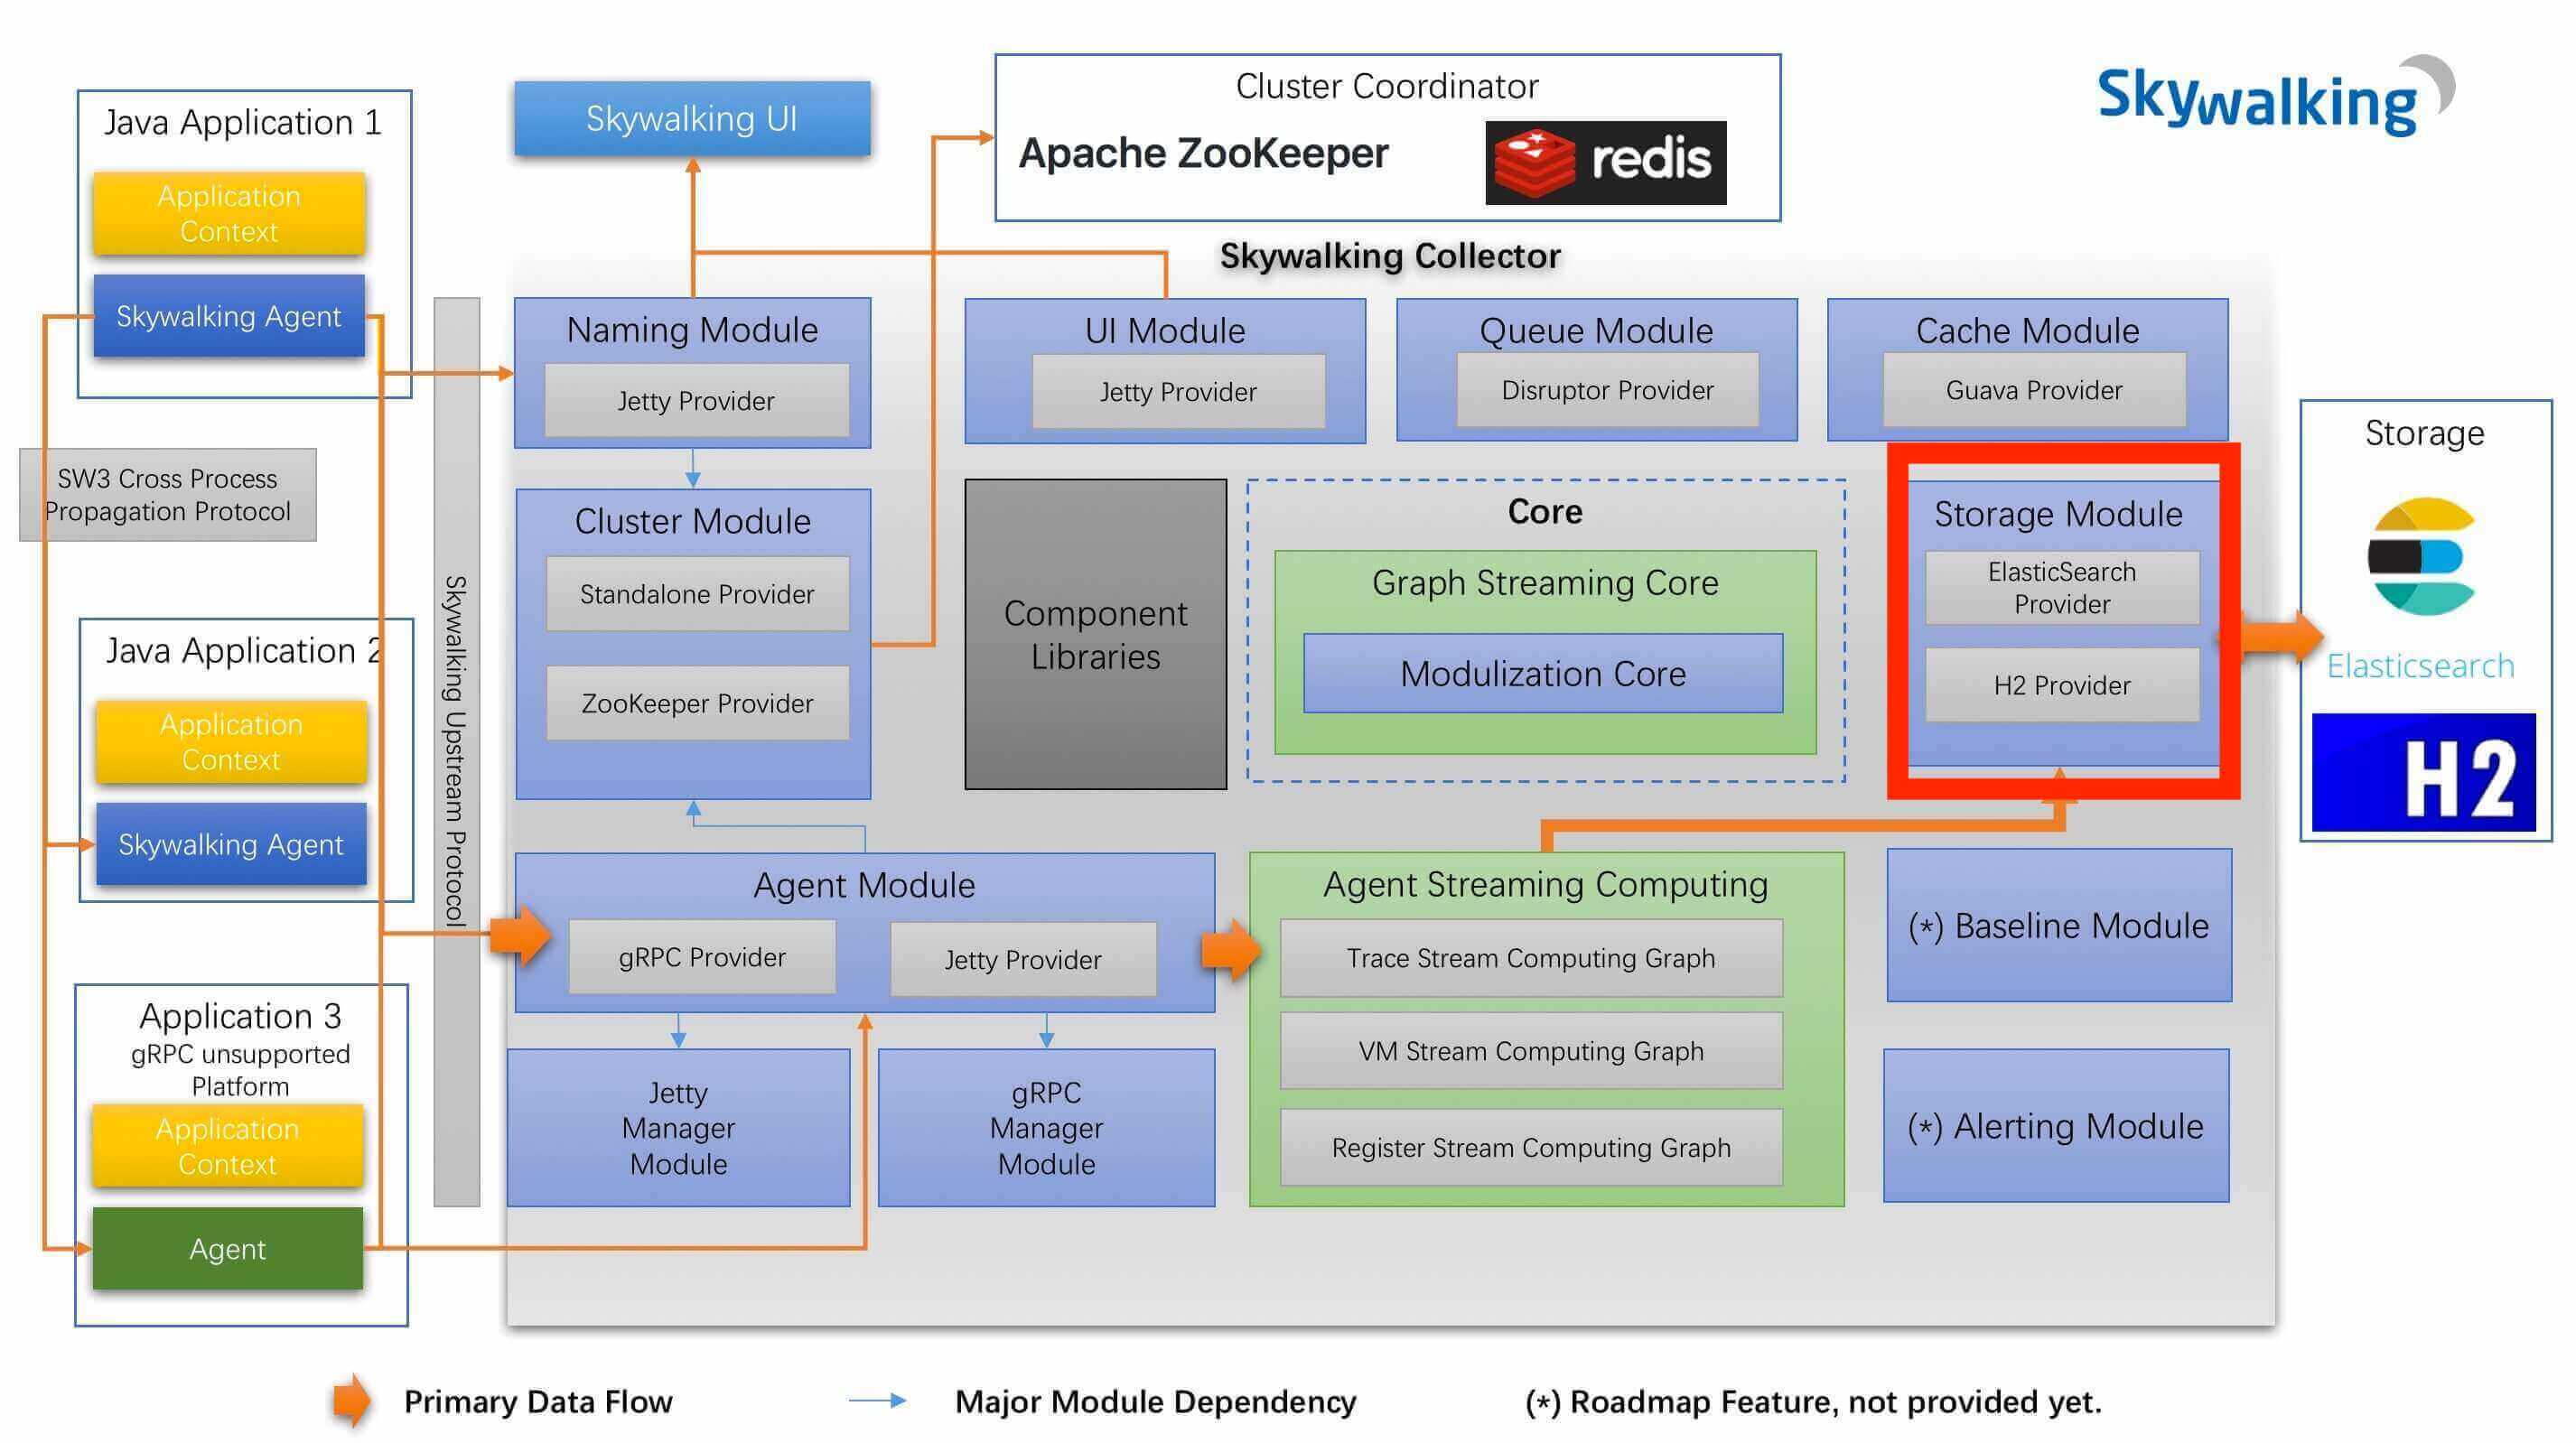 Java Application 1
Application
Context
Skywalking Agent
SW3 Cross Process
Propagation Protocol
Java Application 2
Application
Context
Skywalking Agent
Application 3
gRPC unsupported
Platform
Application
Context
Agent
Skywalking Upstream Protocol
Skywalking UI
Cluster Coordinator
Apache ZooKeeper
redis
Skywalking
Skywalking Collector
Naming Module
Jetty Provider
UI Module
Jetty Provider
Queue Module
Disruptor Provider
Cache Module
Guava Provider
Cluster Module
Standalone Provider
ZooKeeper Provider
Component
Libraries
Core
Graph Streaming Core
Modulization Core
Storage Module
ElasticSearch
Provider
H2 Provider
Storage
Elasticsearch
H2
Agent Module
gRPC Provider
Jetty Provider
Jetty
Manager
Module
gRPC
Manager
Module
Agent Streaming Computing
Trace Stream Computing Graph
VM Stream Computing Graph
Register Stream Computing Graph
(*) Baseline Module
(*) Alerting Module
Primary Data Flow
Major Module Dependency
(*) Roadmap Feature, not provided yet.